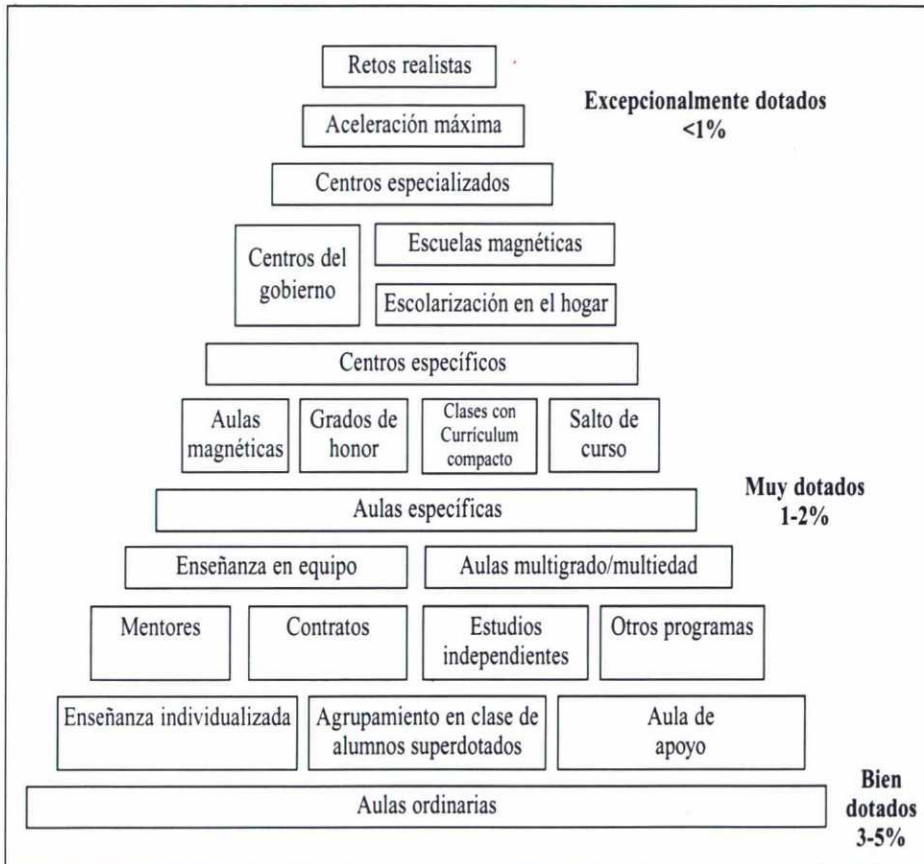 Retos realistas
Excepcionalmente dotados
<1%
Aceleración máxima
Centros especializados
Centros del
gobierno
Escuelas magnéticas
Escolarización en el hogar
Centros específicos
Aulas
magnéticas
Grados de
honor
Clases con
Currículum
compacto
Salto de
curso
Muy dotados
1-2%
Aulas específicas
Enseñanza en equipo
Aulas multigrado/multiedad
Mentores
Contratos
Estudios
independientes
Otros programas
Enseñanza individualizada
Agrupamiento en clase de
alumnos superdotados
Aula de
apoyo
Bien
dotados
3-5%
Aulas ordinarias